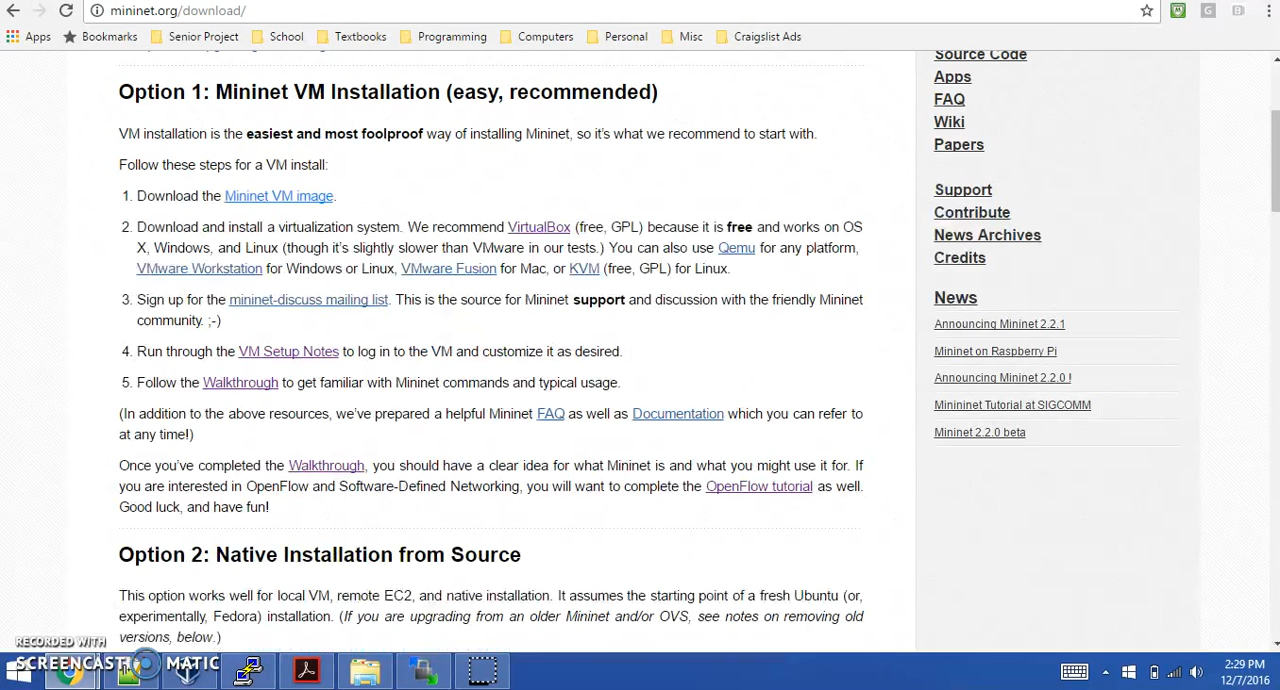 mininet.org/download/
Apps Bookmarks Senior Project School Textbooks Programming Computers Personal Misc Craigslist Ads
Option 1: Mininet VM Installation (easy, recommended)
VM installation is the easiest and most foolproof way of installing Mininet, so it's what we recommend to start with.
Follow these steps for a VM install:
1. Download the Mininet VM image.
2. Download and install a virtualization system. We recommend VirtualBox (free, GPL) because it is free and works on OS
X, Windows, and Linux (though it's slightly slower than VMware in our tests.) You can also use Qemu for any platform,
VMware Workstation for Windows or Linux, VMware Fusion for Mac, or KVM (free, GPL) for Linux.
3. Sign up for the mininet-discuss mailing list. This is the source for Mininet support and discussion with the friendly Mininet
community. ;-)
4. Run through the VM Setup Notes to log in to the VM and customize it as desired.
5. Follow the Walkthrough to get familiar with Mininet commands and typical usage.
(In addition to the above resources, we've prepared a helpful Mininet FAQ as well as Documentation which you can refer to
at any time!)
Once you've completed the Walkthrough, you should have a clear idea for what Mininet is and what you might use it for. If
you are interested in OpenFlow and Software-Defined Networking, you will want to complete the OpenFlow tutorial as well.
Good luck, and have fun!
Option 2: Native Installation from Source
This option works well for local VM, remote EC2, and native installation. It assumes the starting point of a fresh Ubuntu (or,
experimentally, Fedora) installation. (If you are upgrading from an older Mininet and/or OVS, see notes on removing old
versions, below.)
Source Code
Apps
FAQ
Wiki
Papers
Support
Contribute
News Archives
Credits
News
Announcing Mininet 2.2.1
Mininet on Raspberry Pi
Announcing Mininet 2.2.0 !
Minininet Tutorial at SIGCOMM
Mininet 2.2.0 beta
RECORDED WITH
SCREENCAST MATIC
2:29 PM
12/7/2016